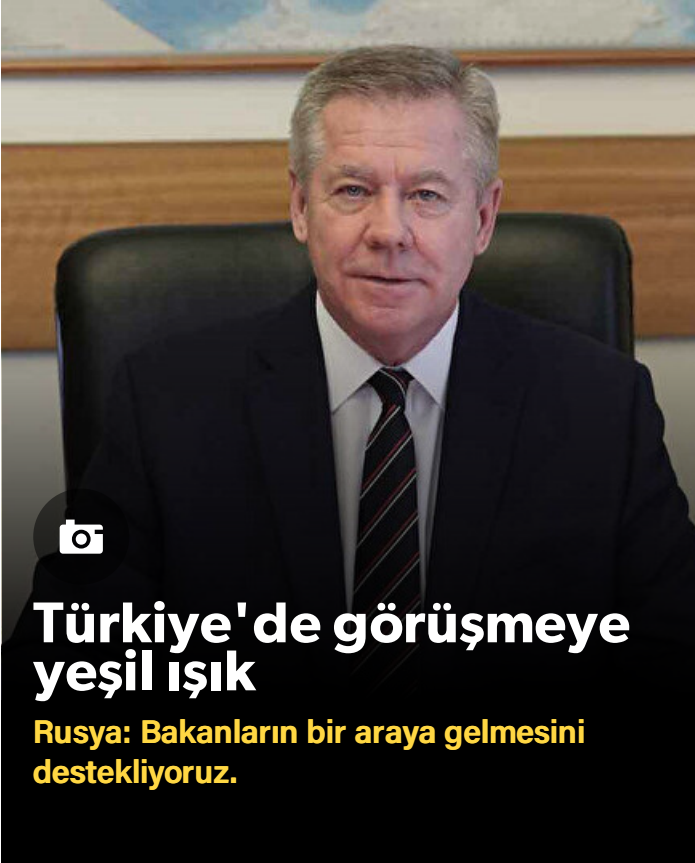 Türkiye'de görüşmeye
yeşil ışık
Rusya: Bakanların bir araya gelmesini
destekliyoruz.